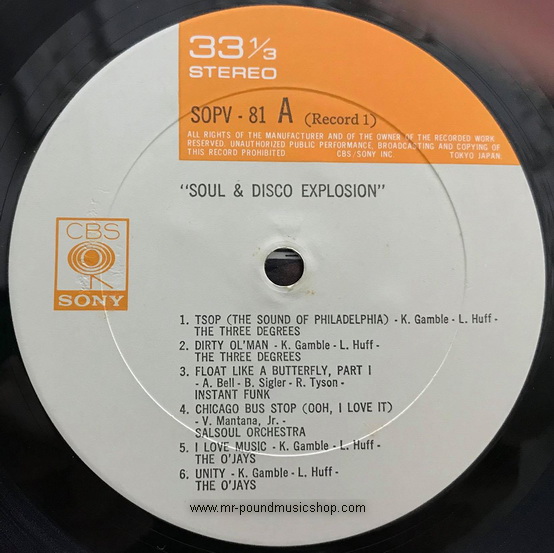 33 1/3
STEREO
SOPV - 81 A (Record 1)
ALL RIGHTS OF THE MANUFACTURER AND OF THE OWNER OF THE RECORDED WORK
RESERVED. UNAUTHORIZED PUBLIC PERFORMANCE, BROADCASTING AND COPYING OF
THIS RECORD PROHIBITED. CBS/SONY INC. TOKYO JAPAN
"SOUL & DISCO EXPLOSION"
CBS
SONY
1. TSOP (THE SOUND OF PHILADELPHIA) - K. Gamble - L. Huff -
THE THREE DEGREES
2. DIRTY OL'MAN - K. Gamble - L. Huff -
THE THREE DEGREES
3. FLOAT LIKE A BUTTERFLY, PART I
- A. Bell - B. Sigler - R. Tyson -
INSTANT FUNK
4. CHICAGO BUS STOP (OOH, I LOVE IT)
- V. Mantana, Jr. -
SALSOUL ORCHESTRA
5. I LOVE MUSIC - K. Gamble - L. Huff -
THE O'JAYS
6. UNITY - K. Gamble - L. Huff -
THE O'JAYS
www.mr-poundmusicshop.com